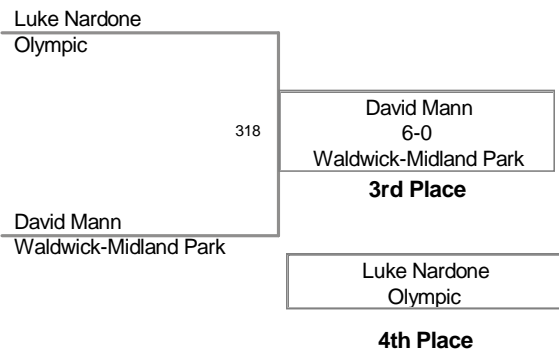 Luke Nardone
Olympic
318
David Mann
6-0
Waldwick-Midland Park
3rd Place
David Mann
Waldwick-Midland Park
Luke Nardone
Olympic
4th Place